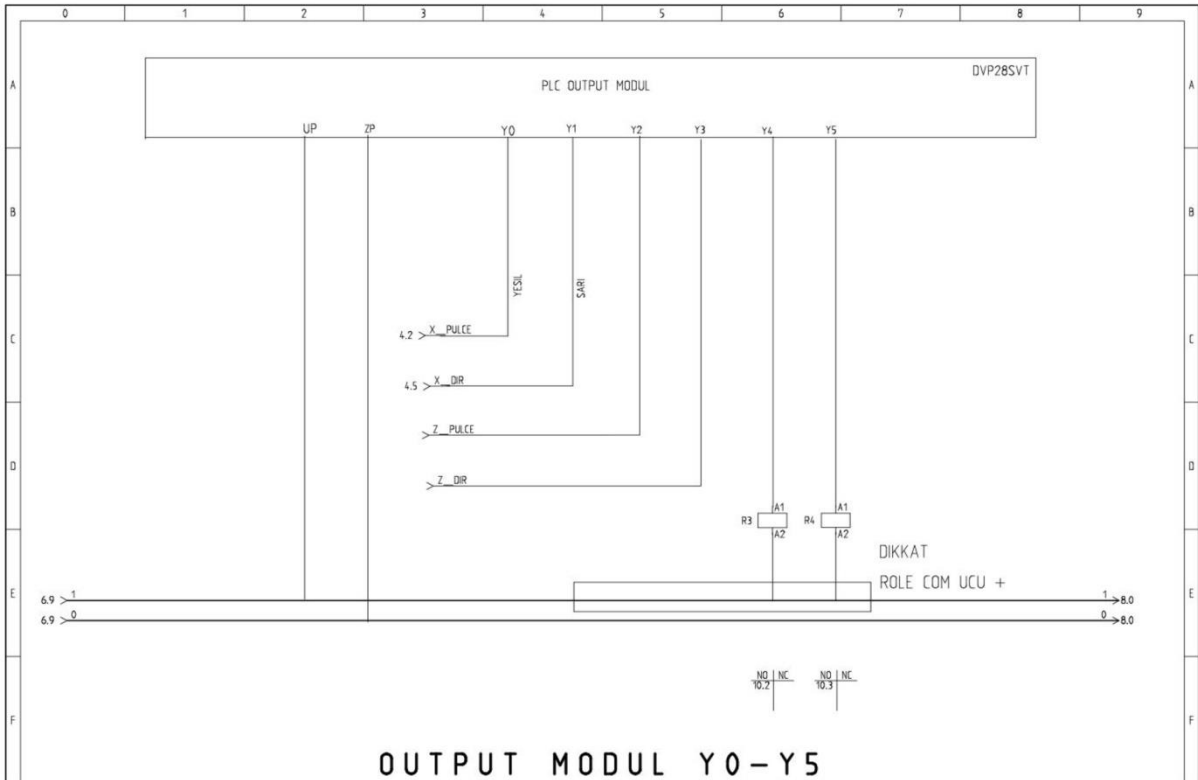 0 1 2 3 4 5 6 7 8 9
A A
DVP28SVT
PLC OUTPUT MODUL
UP ZP Y0 Y1 Y2 Y3 Y4 Y5
B B
YESIL SARI
C C
4.2 X_PULCE
4.5 X_DIR
Z_PULCE
D D
Z_DIR
A1 A1
R3 R4
A2 A2
DIKKAT
ROLE COM UCU +
E E
6.9 1 1 8.0
6.9 0 0 8.0
NO NC NO NC
10.2 10.3
F F
OUTPUT MODUL Y0-Y5